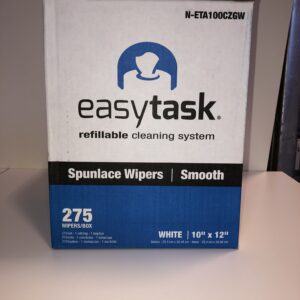 N-ETA100CZGW
easytask®
refillable cleaning system
Spunlace Wipers | Smooth
275
WIPERS/BOX
WHITE | 10" x 12"